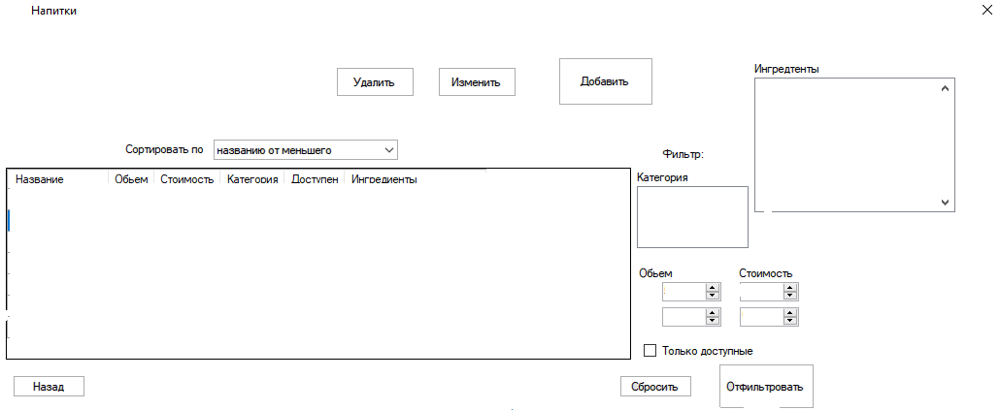 Напитки
Удалить Изменить Добавить
Ингредтенты
Сортировать по названию от меньшего
Фильтр:
Название Обьем Стоимость Категория Доступен Ингредиенты
Категория
Обьем Стоимость
Только доступные
Назад Сбросить Отфильтровать